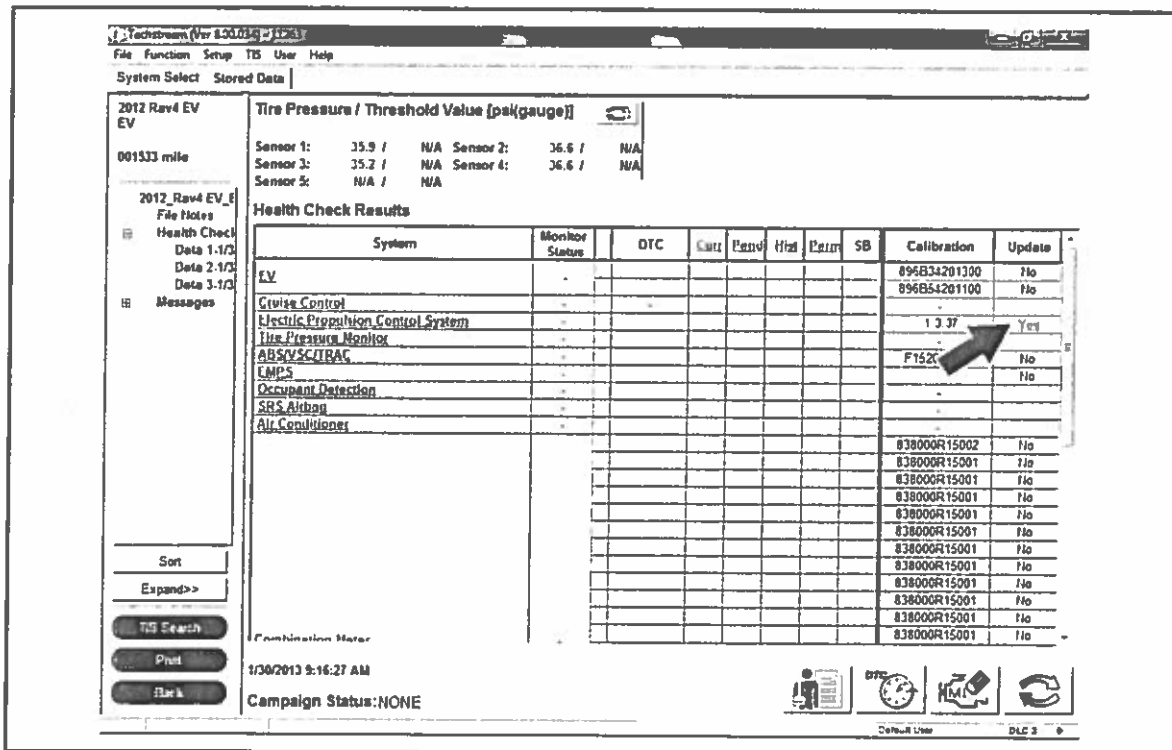 File Function Setup TIS User Help
System Select Stored Data
2012 Rav4 EV
EV
001533 mile
2012_Rav4 EV_E
File Notes
Health Check
Data 1-1/3
Data 2-1/3
Data 3-1/3
Messages
Sort
Expand>>
TIS Search
Print
Back
Tire Pressure / Threshold Value [psi(gauge)]
Sensor 1: 35.9 / N/A Sensor 2: 36.6 / N/A
Sensor 3: 35.2 / N/A Sensor 4: 36.6 / N/A
Sensor 5: N/A / N/A
Health Check Results
System Monitor Status DTC Curr Pend Hist Perm SB Calibration Update
EV - 896B34201300 No
896B54201100 No
Cruise Control - - -
Electric Propulsion Control System - 1.3.37 Yes
Tire Pressure Monitor - -
ABS/VSC/TRAC - F152 No
EMPS - No
Occupant Detection - -
SRS Airbag - -
Air Conditioner - -
838000R15002 No
838000R15001 No
838000R15001 No
838000R15001 No
838000R15001 No
838000R15001 No
838000R15001 No
838000R15001 No
838000R15001 No
838000R15001 No
838000R15001 No
Combination Meter - 838000R15001 No
1/30/2013 9:16:27 AM
Campaign Status:NONE
DTC
Default User DLC 3